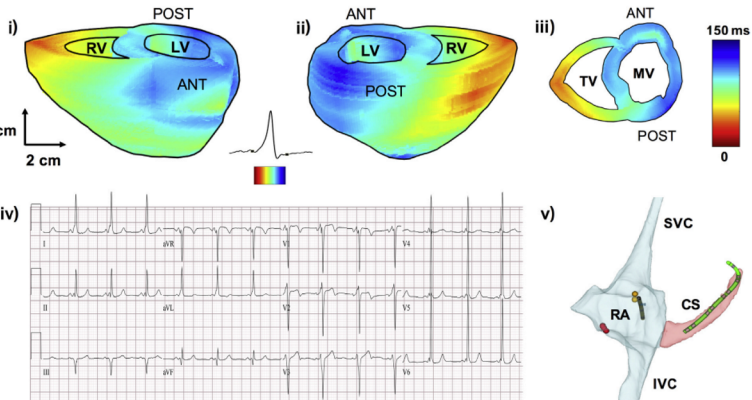 i)
POST
RV
LV
ANT
cm
2 cm
ii)
ANT
LV
RV
POST
iii)
ANT
TV
MV
POST
150 ms
0
iv)
I
aVR
V1
V4
II
aVL
V2
V5
III
aVF
V3
V6
v)
SVC
RA
CS
IVC